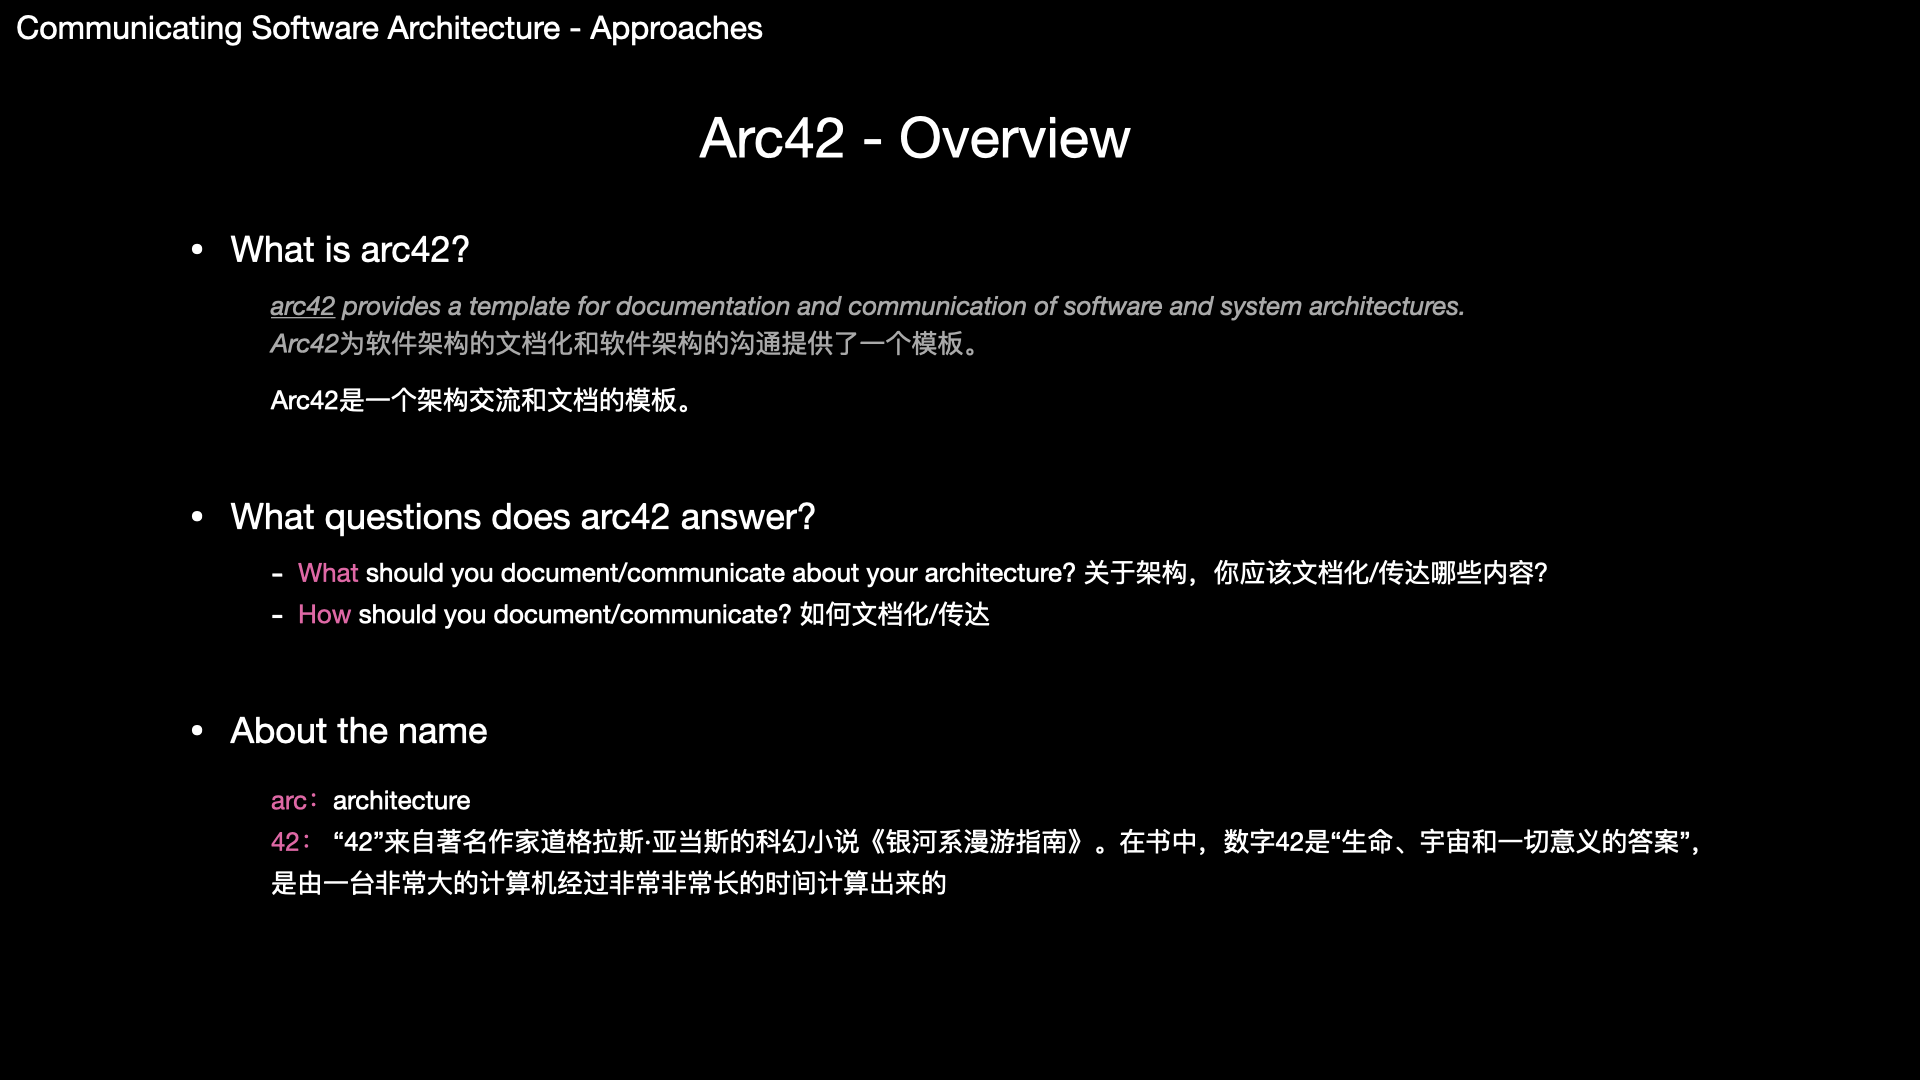 Communicating Software Architecture - Approaches
Arc42 - Overview
• What is arc42?
arc42 provides a template for documentation and communication of software and system architectures.
Arc42为软件架构的文档化和软件架构的沟通提供了一个模板。
Arc42是一个架构交流和文档的模板。
• What questions does arc42 answer?
- What should you document/communicate about your architecture? 关于架构，你应该文档化/传达哪些内容?
- How should you document/communicate? 如何文档化/传达
• About the name
arc：architecture
42： “42”来自著名作家道格拉斯·亚当斯的科幻小说《银河系漫游指南》。在书中，数字42是“生命、宇宙和一切意义的答案”，
是由一台非常大的计算机经过非常非常长的时间计算出来的